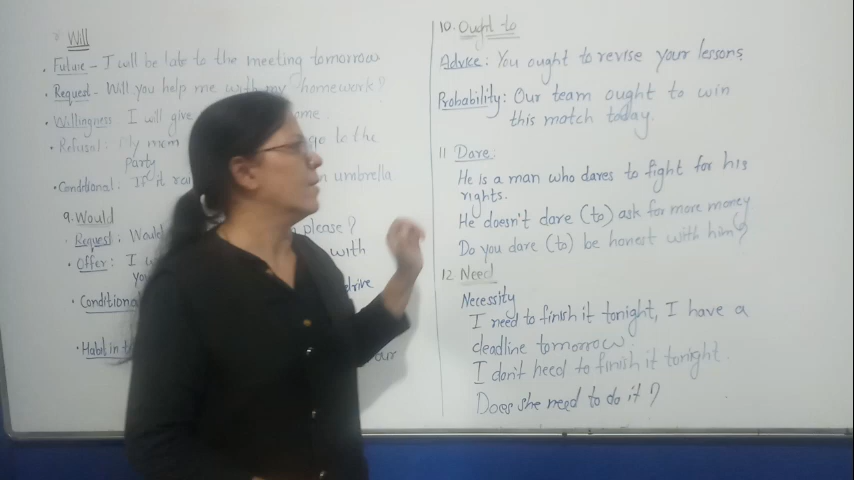 Will
. Future - I will be late to the meeting tomorrow
. Request - Will you help me with my homework?
. Willingness: I will give
. Refusal: go to the
party
. Conditional: If it umbrella
9. Would
. Request: Would please?
. Offer: I with
. Conditiona drive
. Habit in t
10. Ought to
Advice: You ought to revise your lessons.
Probability: Our team ought to win
this match today.
11 Dare:
He is a man who dares to fight for his
rights.
He doesn't dare (to) ask for more money
Do you dare (to) be honest with him?
12 Need
Necessity
I need to finish it tonight, I have a
deadline tomorrow.
I don't need to finish it tonight.
Does she need to do it?